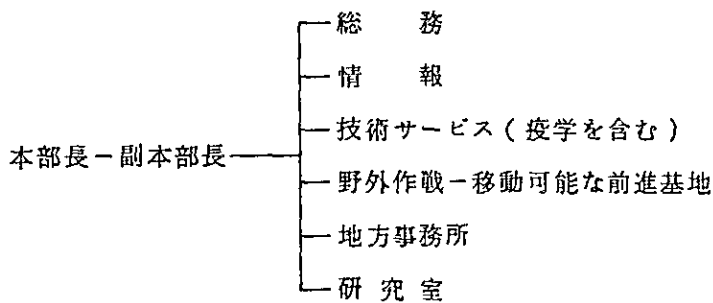 総務
情報
技術サービス(疫学を含む)
本部長-副本部長
野外作戦-移動可能な前進基地
地方事務所
研究室